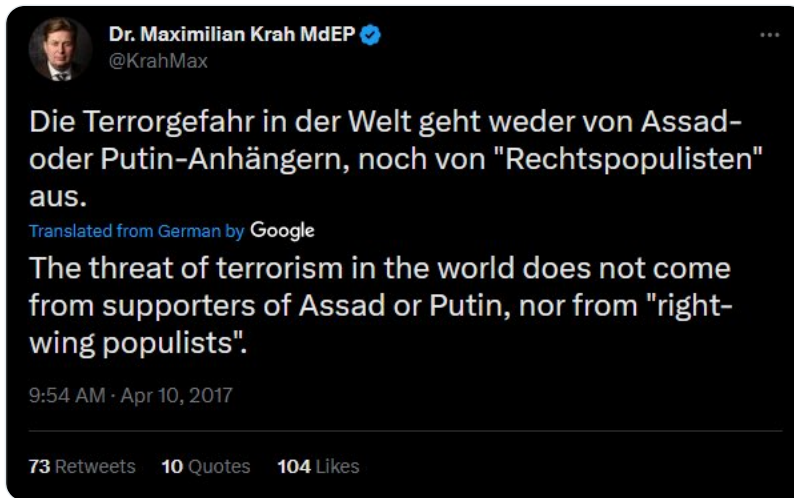 Dr. Maximilian Krah MdEP
@KrahMax
Die Terrorgefahr in der Welt geht weder von Assad-
oder Putin-Anhängern, noch von "Rechtspopulisten"
aus.
Translated from German by Google
The threat of terrorism in the world does not come
from supporters of Assad or Putin, nor from "right-
wing populists".
9:54 AM · Apr 10, 2017
73 Retweets 10 Quotes 104 Likes